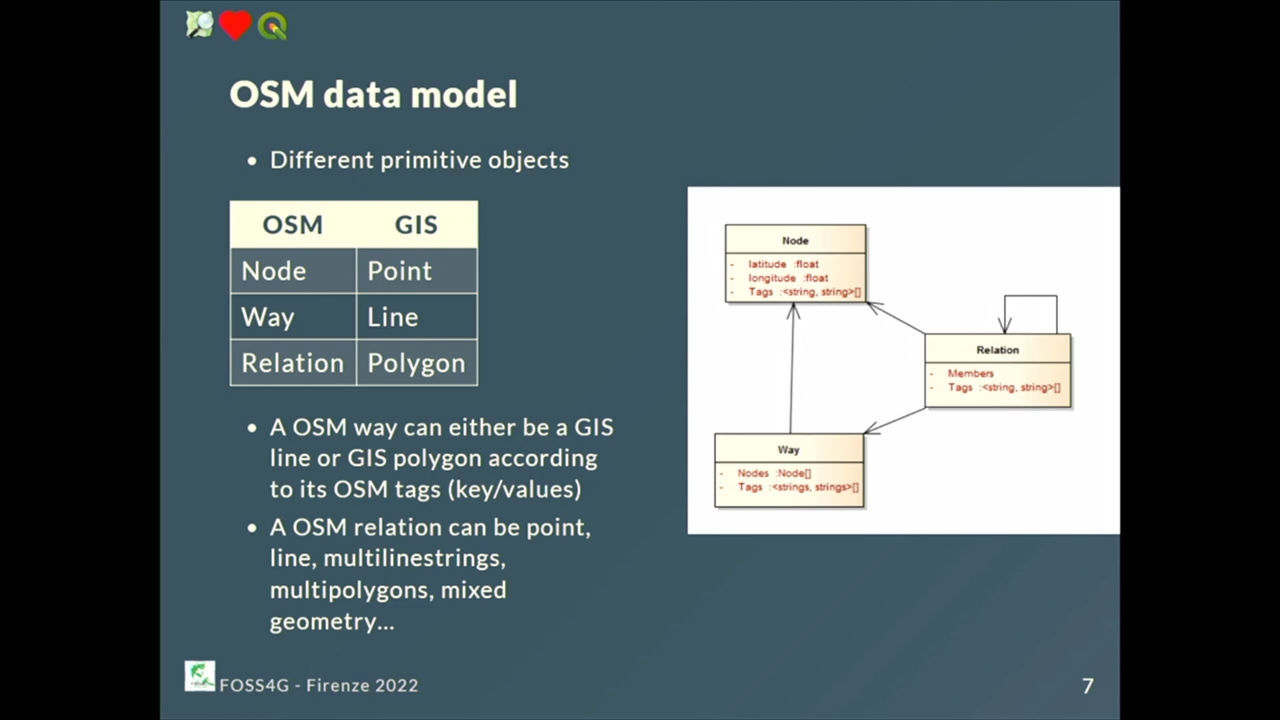 OSM data model
• Different primitive objects
OSM GIS
Node Point
Way Line
Relation Polygon
• A OSM way can either be a GIS
line or GIS polygon according
to its OSM tags (key/values)
• A OSM relation can be point,
line, multilinestrings,
multipolygons, mixed
geometry...
Node
- latitude :float
- longitude :float
- Tags :<string, string>[]
Relation
- Members
- Tags :<string, string>[]
Way
- Nodes :Node[]
- Tags :<strings, strings>[]
FOSS4G - Firenze 2022
7